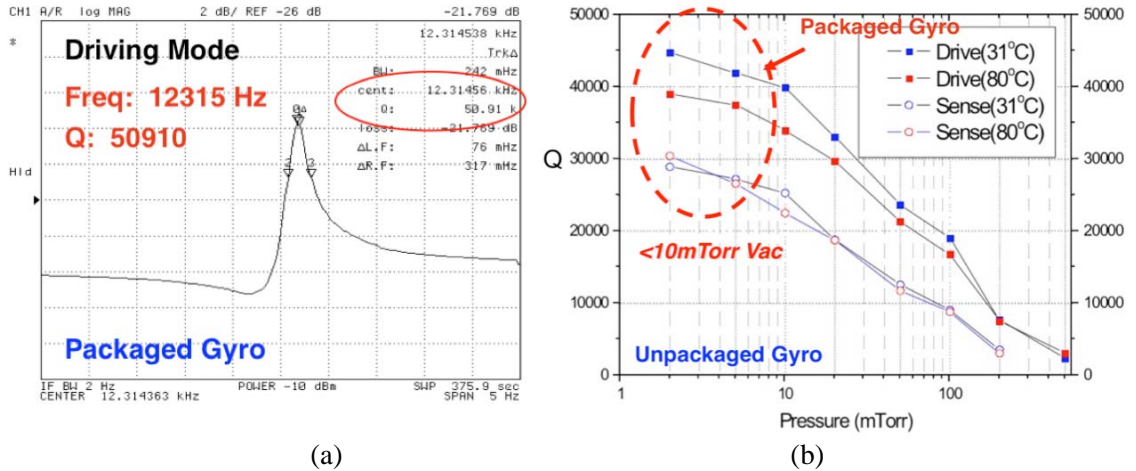 CH1 A/R log MAG 2 dB/ REF -26 dB -21.769 dB
12.314538 kHz
*
Driving Mode
TrkΔ
BW: 242 mHz
Freq: 12315 Hz
cent: 12.31456 kHz
Q: 50.91 k
Q: 50910
loss: -21.769 dB
ΔL.F: 76 mHz
ΔR.F: 317 mHz
Hld
Packaged Gyro
IF BW 2 Hz POWER -10 dBm SWP 375.9 sec
CENTER 12.314363 kHz SPAN 5 Hz
(a)
50000 50000
40000 40000
30000 30000
20000 20000
10000 10000
0 0
Q
Packaged Gyro
Drive(31°C)
Drive(80°C)
Sense(31°C)
Sense(80°C)
<10mTorr Vac
Unpackaged Gyro
1 10 100
Pressure (mTorr)
(b)